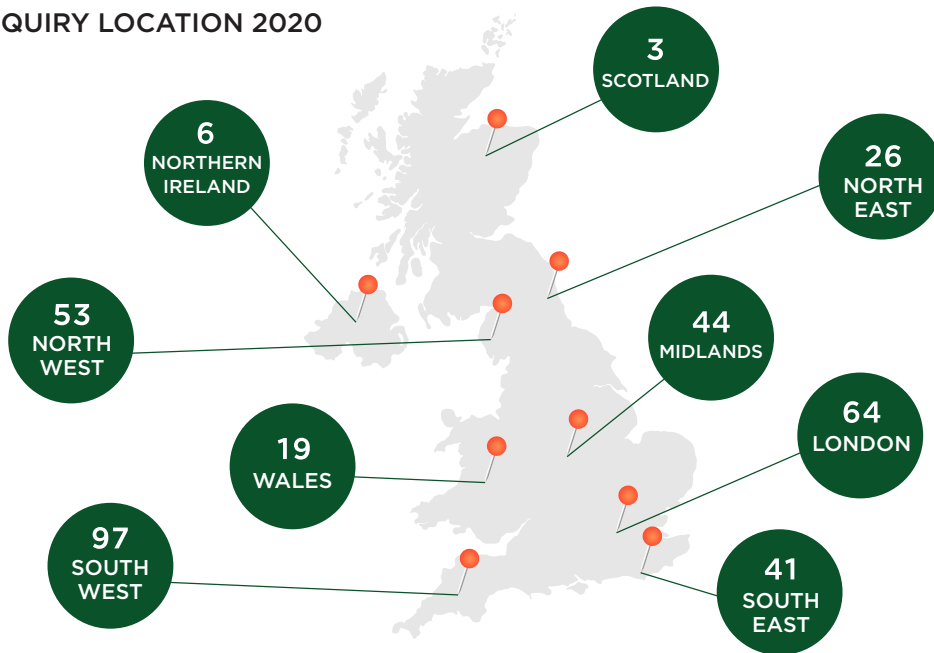 QUIRY LOCATION 2020
3
SCOTLAND
6
NORTHERN
IRELAND
26
NORTH
EAST
53
NORTH
WEST
44
MIDLANDS
64
LONDON
19
WALES
97
SOUTH
WEST
41
SOUTH
EAST